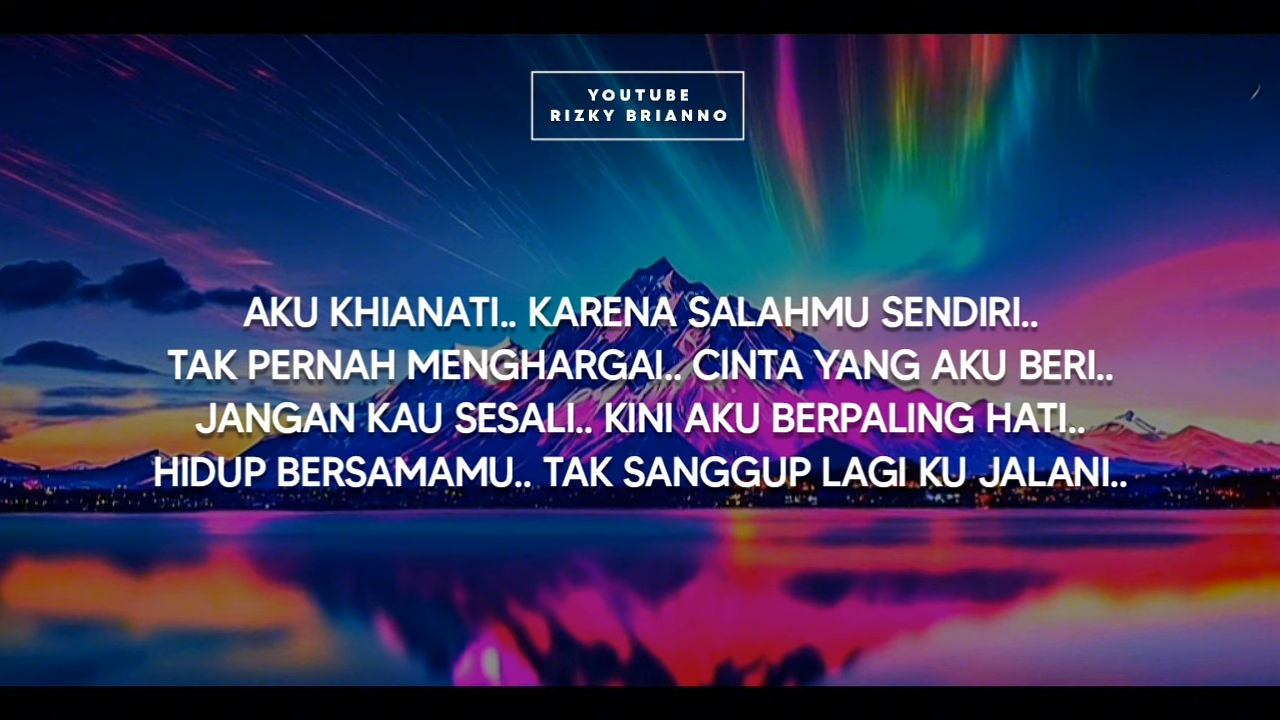 YOUTUBE
RIZKY BRIANNO
AKU KHIANATI.. KARENA SALAHMU SENDIRI..
TAK PERNAH MENGHARGAI.. CINTA YANG AKU BERI..
JANGAN KAU SESALI.. KINI AKU BERPALING HATI..
HIDUP BERSAMAMU.. TAK SANGGUP LAGI KU JALANI..